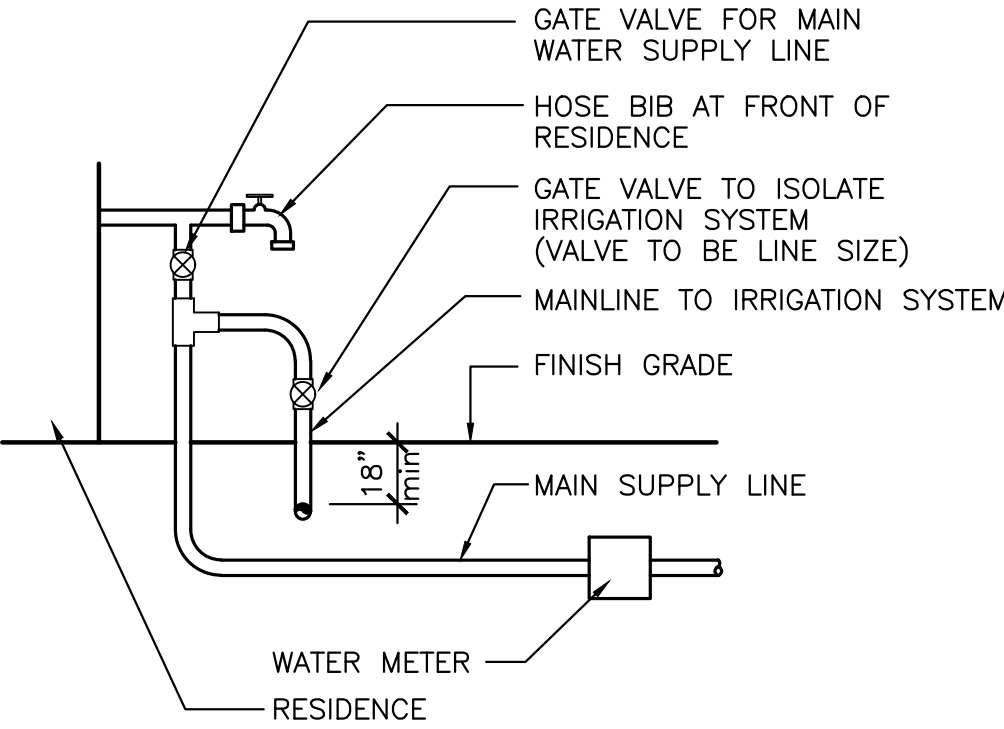 GATE VALVE FOR MAIN
WATER SUPPLY LINE
HOSE BIB AT FRONT OF
RESIDENCE
GATE VALVE TO ISOLATE
IRRIGATION SYSTEM
(VALVE TO BE LINE SIZE)
MAINLINE TO IRRIGATION SYSTEM
FINISH GRADE
18"
min
MAIN SUPPLY LINE
WATER METER
RESIDENCE